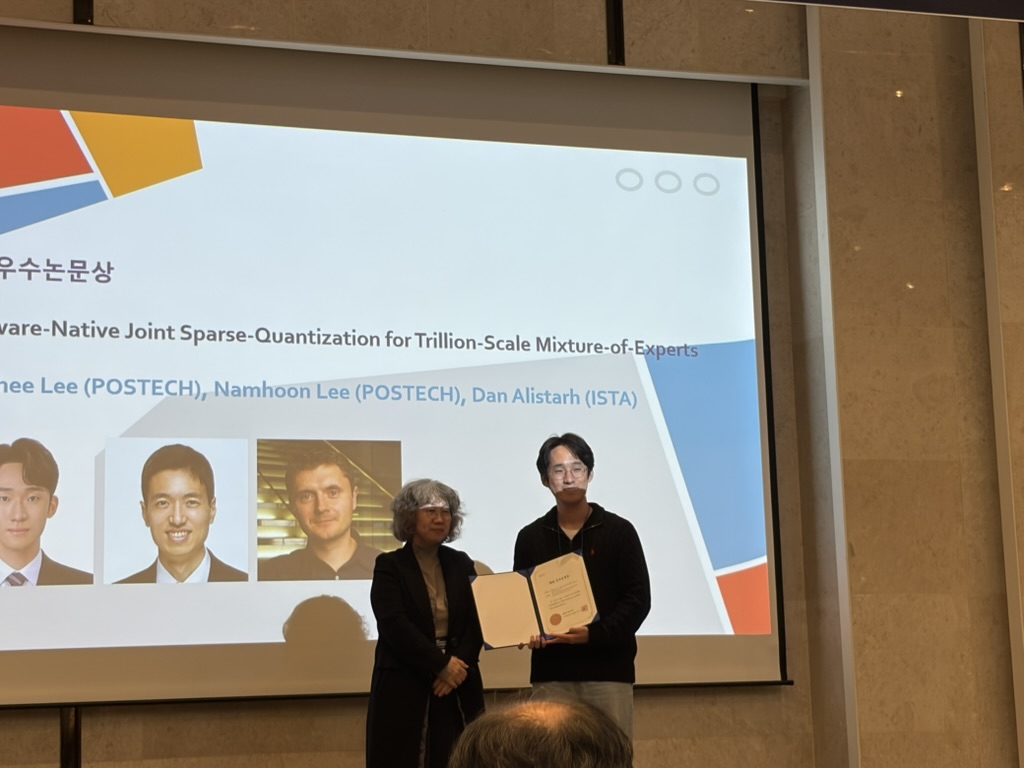 우수논문상
ware-Native Joint Sparse-Quantization for Trillion-Scale Mixture-of-Experts
hee Lee (POSTECH), Namhoon Lee (POSTECH), Dan Alistarh (ISTA)